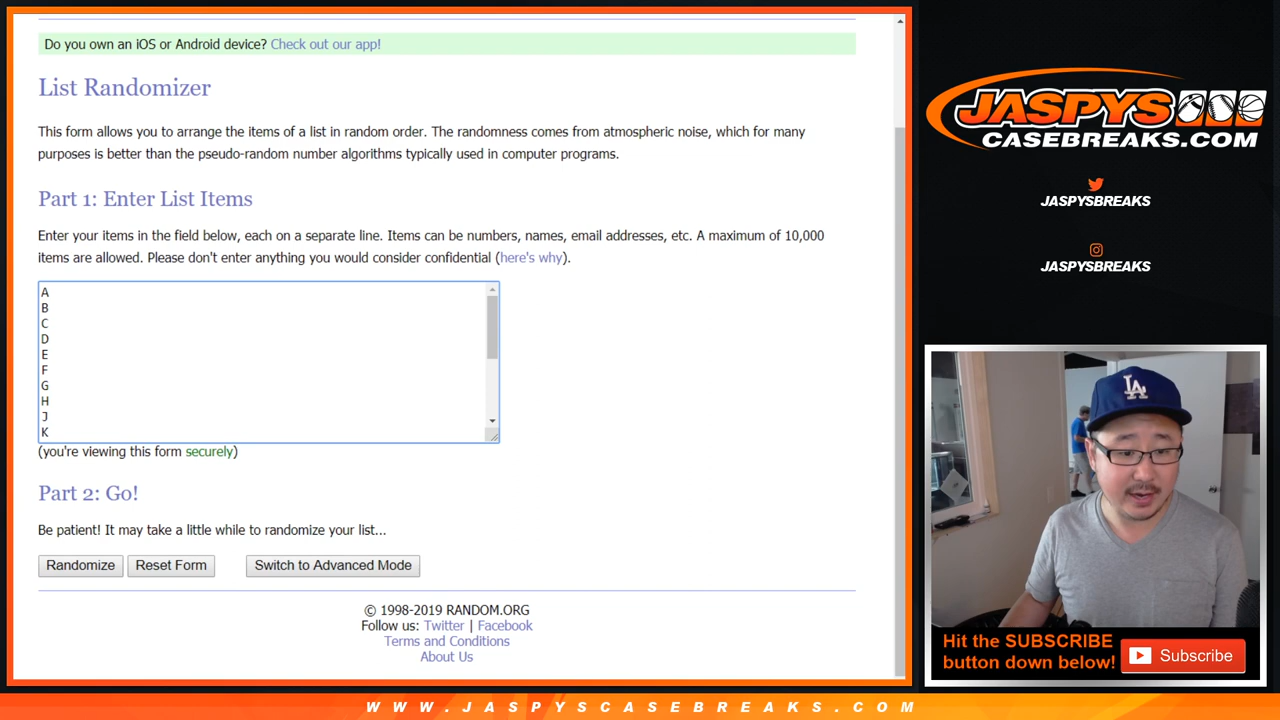 Do you own an iOS or Android device? Check out our app!
List Randomizer
This form allows you to arrange the items of a list in random order. The randomness comes from atmospheric noise, which for many
purposes is better than the pseudo-random number algorithms typically used in computer programs.
Part 1: Enter List Items
Enter your items in the field below, each on a separate line. Items can be numbers, names, email addresses, etc. A maximum of 10,000
items are allowed. Please don't enter anything you would consider confidential (here's why).
A
B
C
D
E
F
G
H
J
K
(you're viewing this form securely)
Part 2: Go!
Be patient! It may take a little while to randomize your list...
Randomize
Reset Form
Switch to Advanced Mode
© 1998-2019 RANDOM.ORG
Follow us: Twitter | Facebook
Terms and Conditions
About Us
JASPYS
CASEBREAKS.COM
JASPYSBREAKS
JASPYSBREAKS
LA
Hit the SUBSCRIBE
button down below!
Subscribe
WWW.JASPYSCASEBREAKS.COM